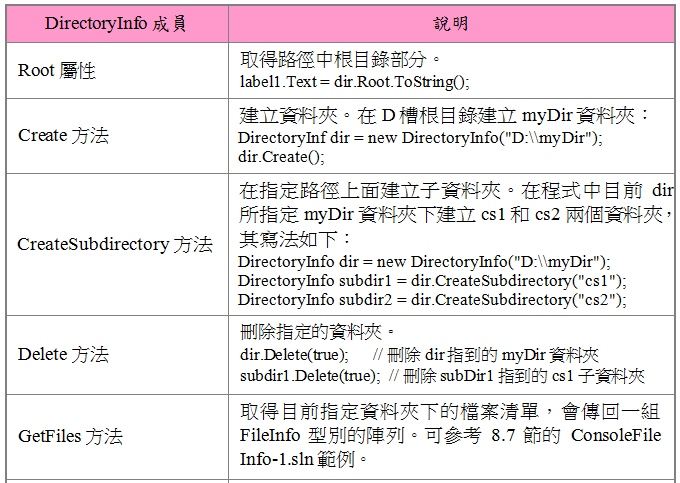 DirectoryInfo 成員
說明
Root 屬性
取得路徑中根目錄部分。
label1.Text = dir.Root.ToString();
Create 方法
建立資料夾。在 D 槽根目錄建立 myDir 資料夾：
DirectoryInf dir = new DirectoryInfo("D:\\myDir");
dir.Create();
CreateSubdirectory 方法
在指定路徑上面建立子資料夾。在程式中目前 dir
所指定 myDir 資料夾下建立 cs1 和 cs2 兩個資料夾，
其寫法如下：
DirectoryInfo dir = new DirectoryInfo("D:\\myDir");
DirectoryInfo subdir1 = dir.CreateSubdirectory("cs1");
DirectoryInfo subdir2 = dir.CreateSubdirectory("cs2");
Delete 方法
刪除指定的資料夾。
dir.Delete(true); // 刪除 dir 指到的 myDir 資料夾
subdir1.Delete(true); // 刪除 subDir1 指到的 cs1 子資料夾
GetFiles 方法
取得目前指定資料夾下的檔案清單，會傳回一組
FileInfo 型別的陣列。可參考 8.7 節的 ConsoleFile
Info-1.sln 範例。